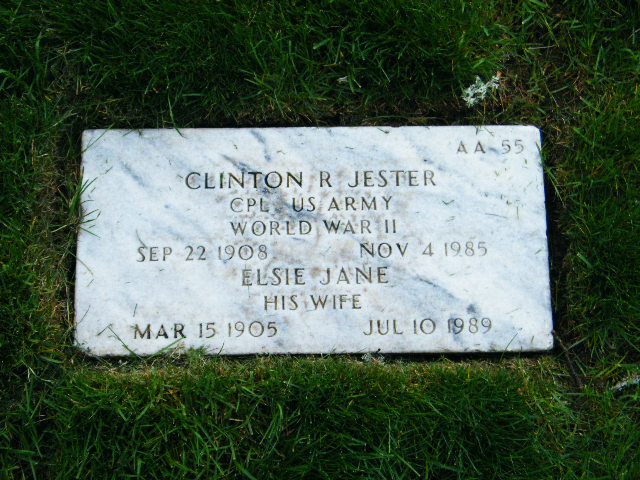 AA 55
CLINTON R JESTER
CPL US ARMY
WORLD WAR II
SEP 22 1908 NOV 4 1985
ELSIE JANE
HIS WIFE
MAR 15 1905 JUL 10 1989